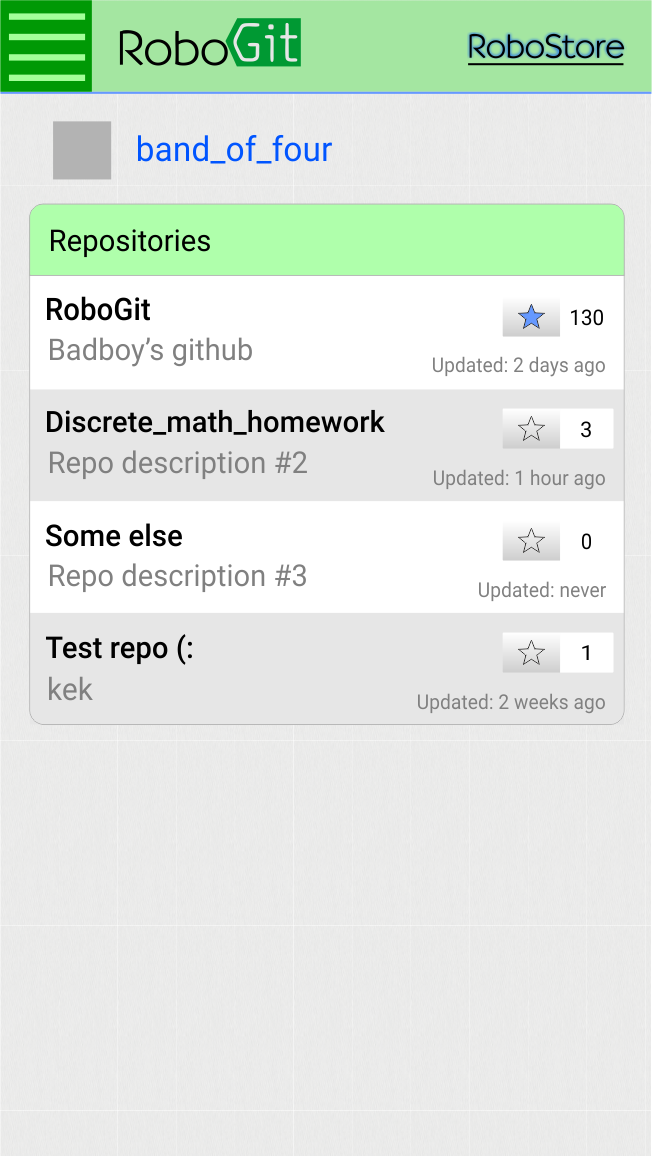 RoboGit
RoboStore
band_of_four
Repositories
RoboGit
130
Badboy’s github
Updated: 2 days ago
Discrete_math_homework
3
Repo description #2
Updated: 1 hour ago
Some else
0
Repo description #3
Updated: never
Test repo (:
1
kek
Updated: 2 weeks ago